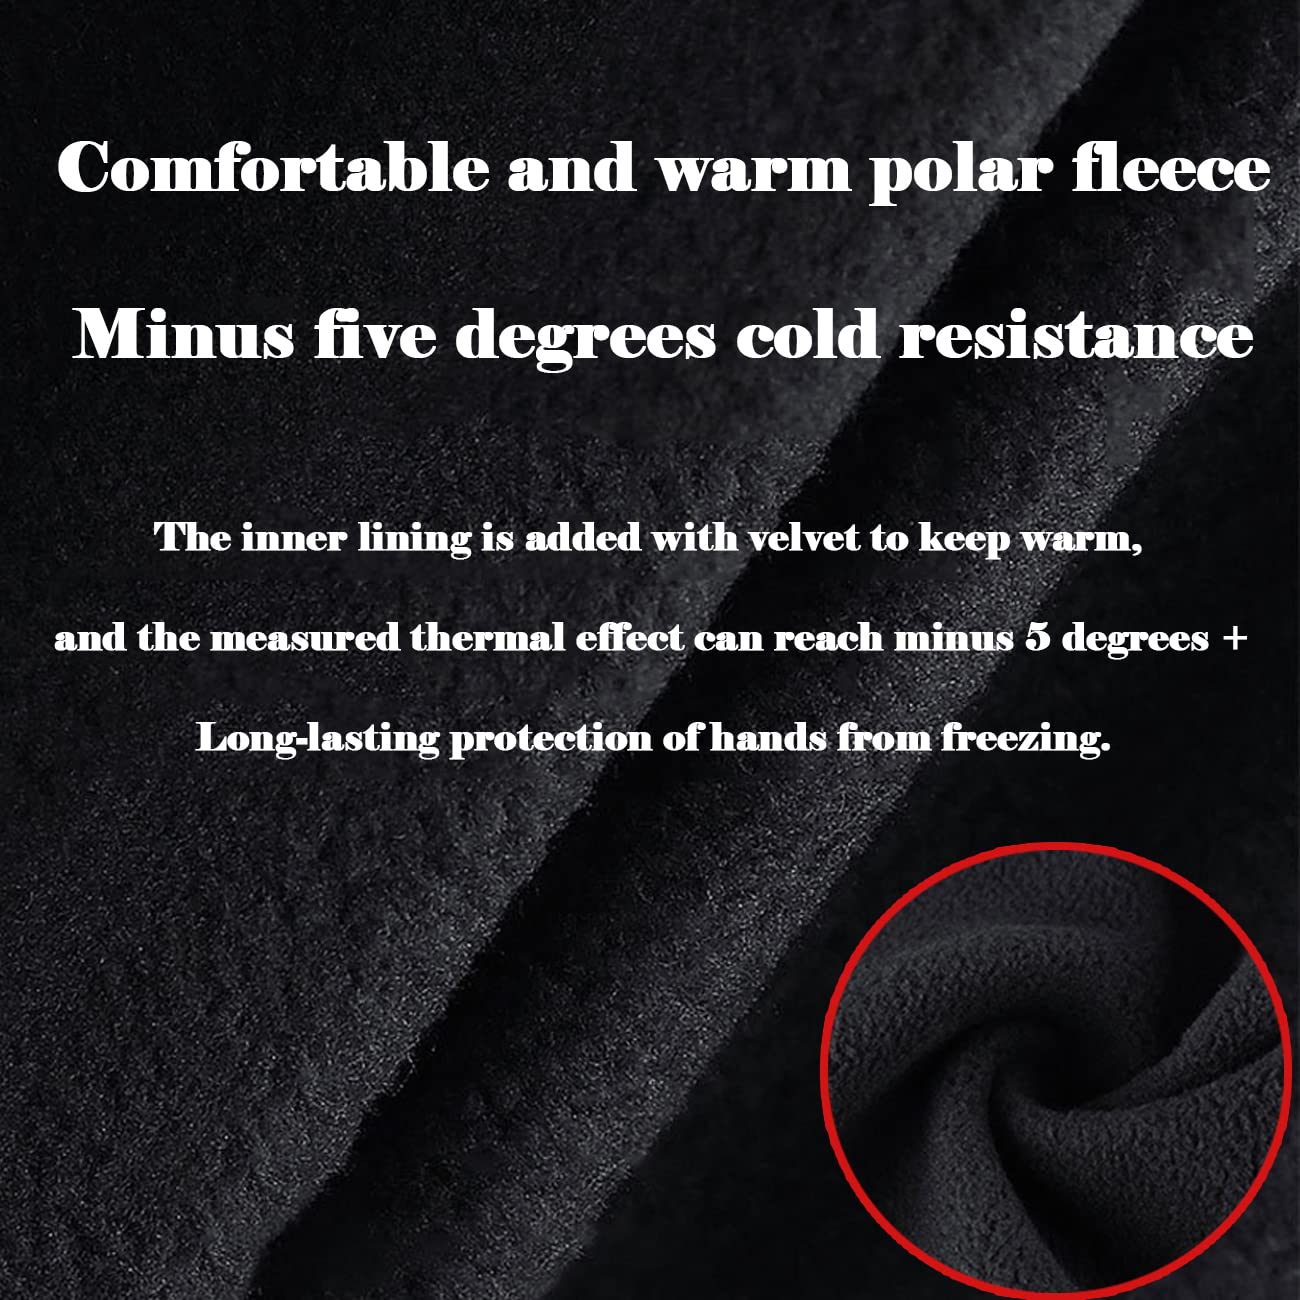 Comfortable and warm polar fleece
Minus five degrees cold resistance
The inner lining is added with velvet to keep warm,
and the measured thermal effect can reach minus 5 degrees +
Long-lasting protection of hands from freezing.